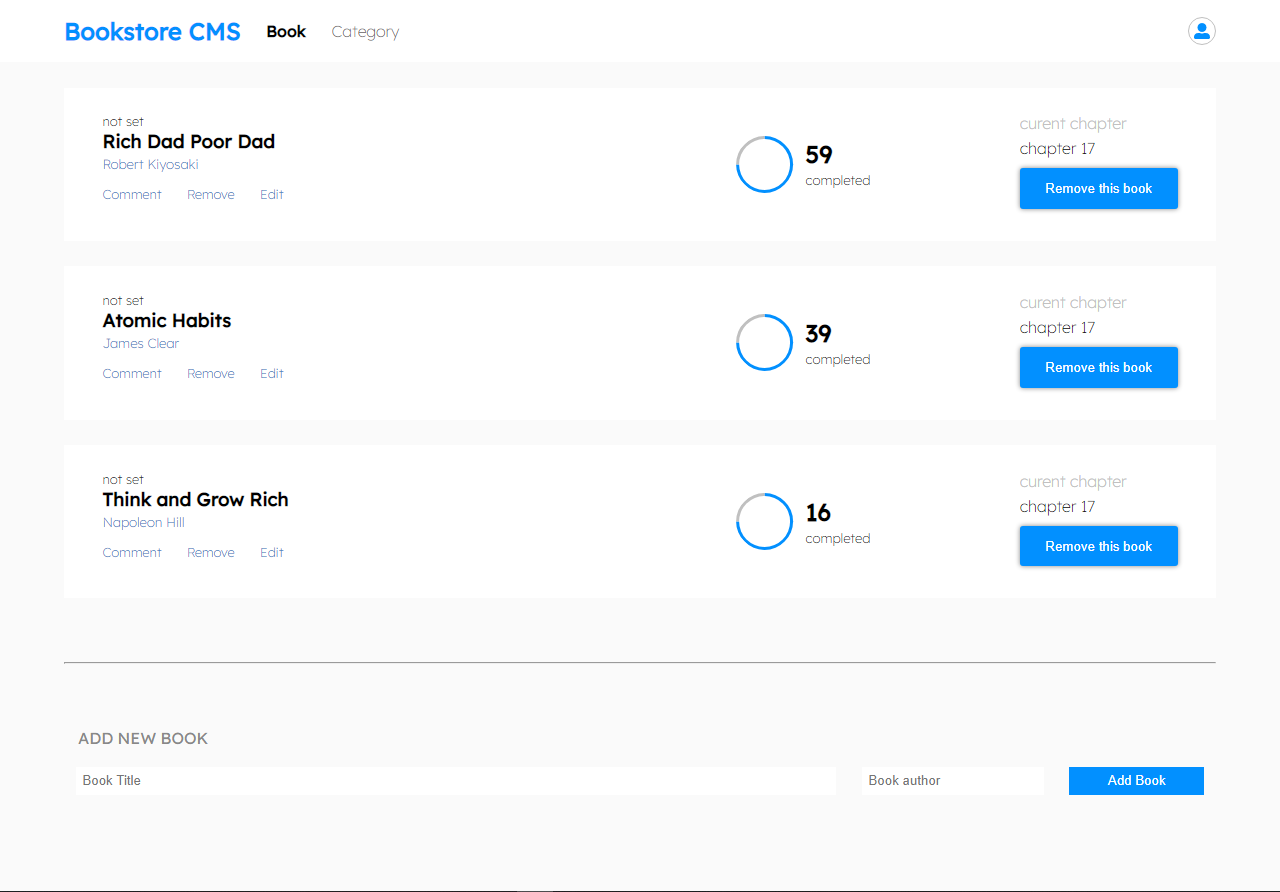 Bookstore CMS Book Category
not set
Rich Dad Poor Dad
Robert Kiyosaki
Comment Remove Edit
59
completed
curent chapter
chapter 17
Remove this book
not set
Atomic Habits
James Clear
Comment Remove Edit
39
completed
curent chapter
chapter 17
Remove this book
not set
Think and Grow Rich
Napoleon Hill
Comment Remove Edit
16
completed
curent chapter
chapter 17
Remove this book
ADD NEW BOOK
Book Title Book author Add Book